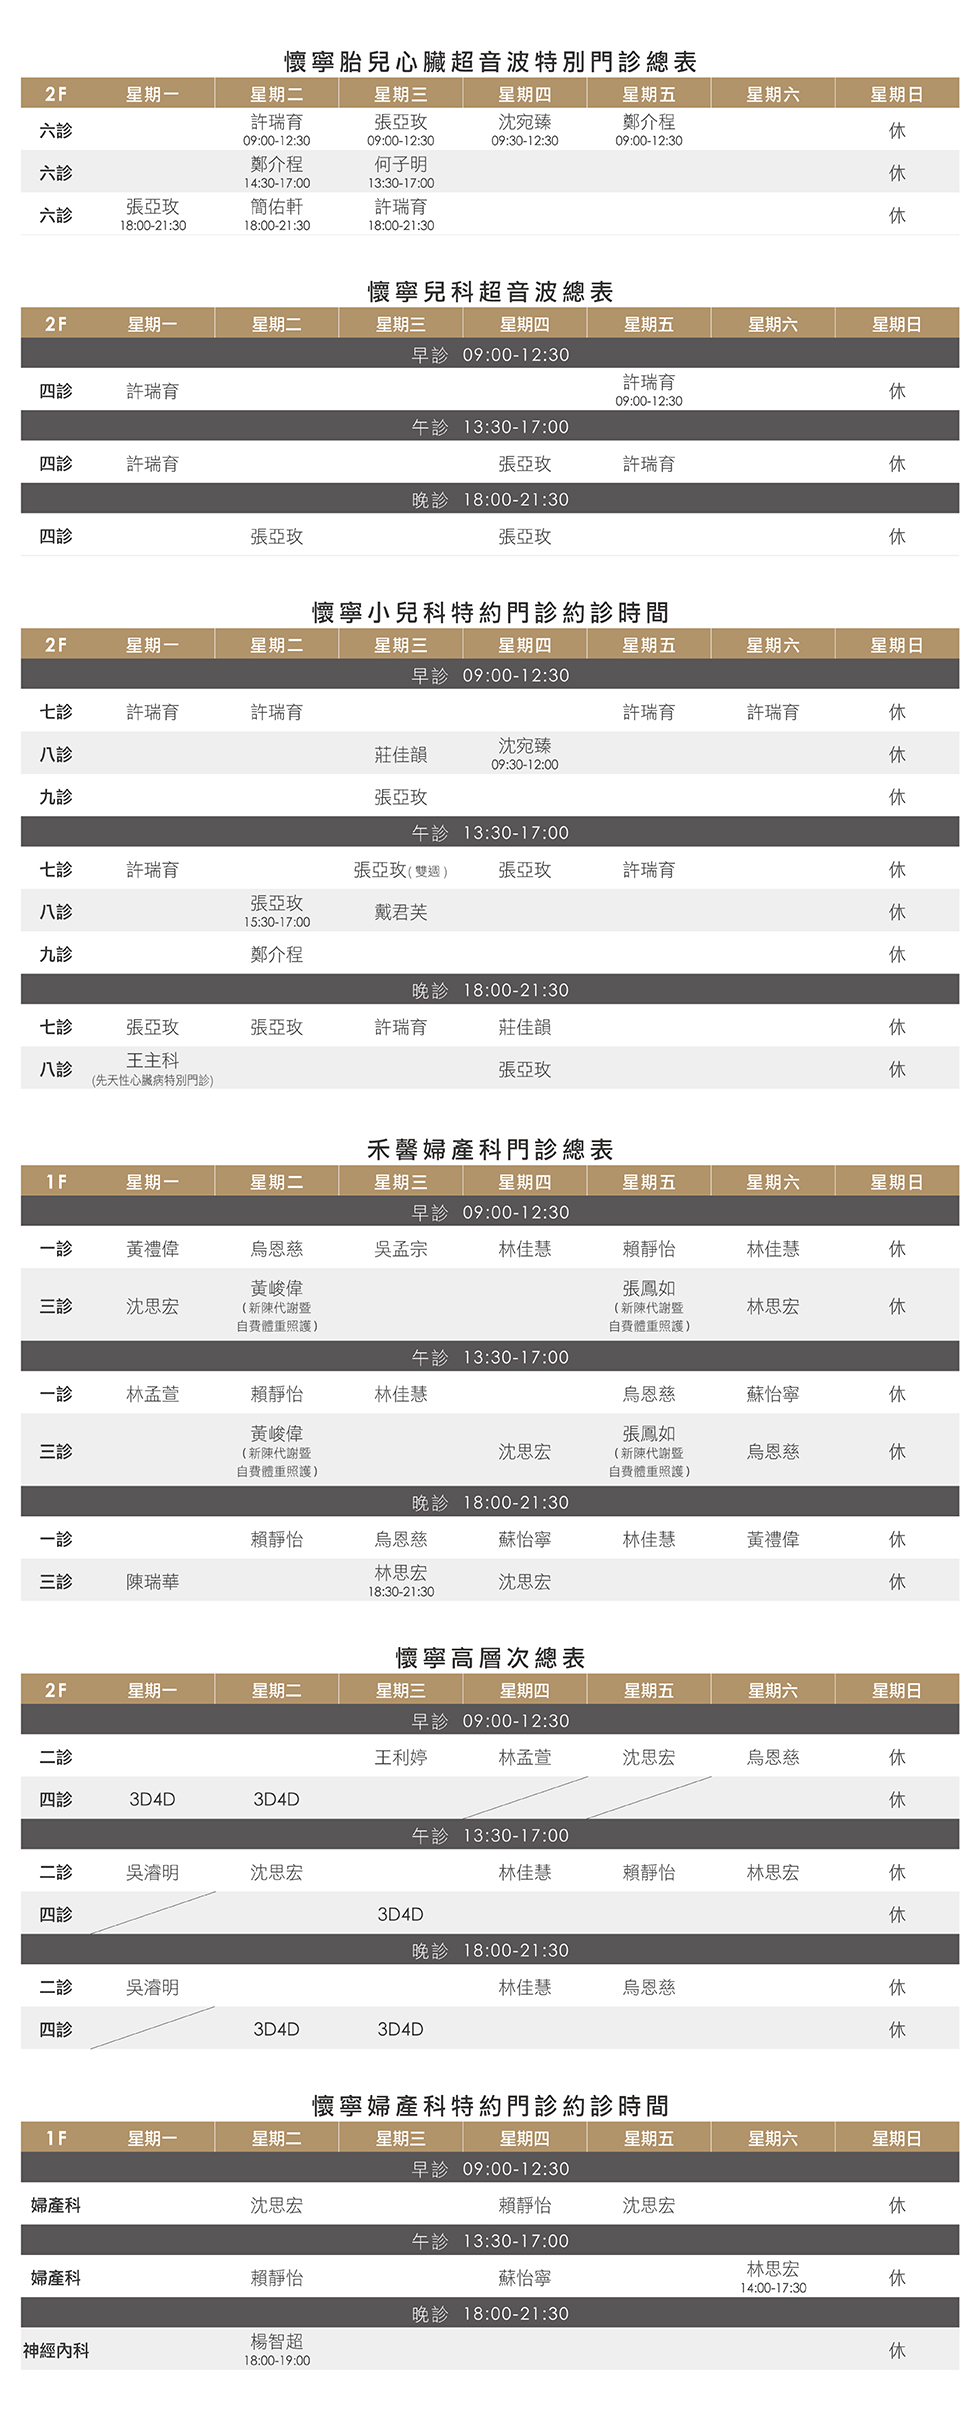 懷寧胎兒心臟超音波特別門診總表
2F 星期一 星期二 星期三 星期四 星期五 星期六 星期日
六診 許瑞育 張亞玫 沈宛臻 鄭介程 休
09:00-12:30 09:00-12:30 09:30-12:30 09:00-12:30
六診 鄭介程 何子明 休
14:30-17:00 13:30-17:00
六診 張亞玫 簡佑軒 許瑞育 休
18:00-21:30 18:00-21:30 18:00-21:30
懷寧兒科超音波總表
2F 星期一 星期二 星期三 星期四 星期五 星期六 星期日
早診 09:00-12:30
四診 許瑞育 許瑞育 休
09:00-12:30
午診 13:30-17:00
四診 許瑞育 張亞玫 許瑞育 休
晚診 18:00-21:30
四診 張亞玫 張亞玫 休
懷寧小兒科特約門診約診時間
2F 星期一 星期二 星期三 星期四 星期五 星期六 星期日
早診 09:00-12:30
七診 許瑞育 許瑞育 許瑞育 許瑞育 休
八診 莊佳韻 沈宛臻 休
09:30-12:00
九診 張亞玫 休
午診 13:30-17:00
七診 許瑞育 張亞玫(雙週) 張亞玫 許瑞育 休
八診 張亞玫 戴君芙 休
15:30-17:00
九診 鄭介程 休
晚診 18:00-21:30
七診 張亞玫 張亞玫 許瑞育 莊佳韻 休
八診 王主科 張亞玫 休
(先天性心臟病特別門診)
禾馨婦產科門診總表
1F 星期一 星期二 星期三 星期四 星期五 星期六 星期日
早診 09:00-12:30
一診 黃禮偉 烏恩慈 吳孟宗 林佳慧 賴靜怡 林佳慧 休
三診 沈思宏 黃峻偉 張鳳如 林思宏 休
(新陳代謝暨 (新陳代謝暨
自費體重照護) 自費體重照護)
午診 13:30-17:00
一診 林孟萱 賴靜怡 林佳慧 烏恩慈 蘇怡寧 休
三診 黃峻偉 沈思宏 張鳳如 烏恩慈 休
(新陳代謝暨 (新陳代謝暨
自費體重照護) 自費體重照護)
晚診 18:00-21:30
一診 賴靜怡 烏恩慈 蘇怡寧 林佳慧 黃禮偉 休
三診 陳瑞華 林思宏 沈思宏 休
18:30-21:30
懷寧高層次總表
2F 星期一 星期二 星期三 星期四 星期五 星期六 星期日
早診 09:00-12:30
二診 王利婷 林孟萱 沈思宏 烏恩慈 休
四診 3D4D 3D4D 休
午診 13:30-17:00
二診 吳濬明 沈思宏 林佳慧 賴靜怡 林思宏 休
四診 3D4D 休
晚診 18:00-21:30
二診 吳濬明 林佳慧 烏恩慈 休
四診 3D4D 3D4D 休
懷寧婦產科特約門診約診時間
1F 星期一 星期二 星期三 星期四 星期五 星期六 星期日
早診 09:00-12:30
婦產科 沈思宏 賴靜怡 沈思宏 休
午診 13:30-17:00
婦產科 賴靜怡 蘇怡寧 林思宏 休
14:00-17:30
晚診 18:00-21:30
神經內科 楊智超 休
18:00-19:00